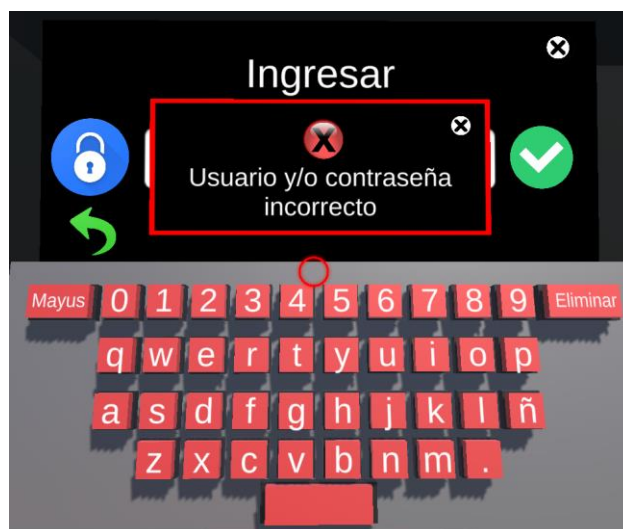 Ingresar
X
Usuario y/o contraseña
incorrecto
Mayus 0 1 2 3 4 5 6 7 8 9 Eliminar
q w e r t y u i o p
a s d f g h j k l ñ
z x c v b n m .